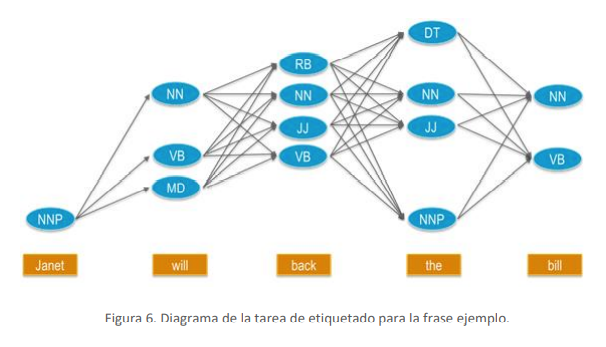 DT
RB
NN NN NN NN
JJ JJ
VB VB VB
MD
NNP NNP
Janet will back the bill
Figura 6. Diagrama de la tarea de etiquetado para la frase ejemplo.